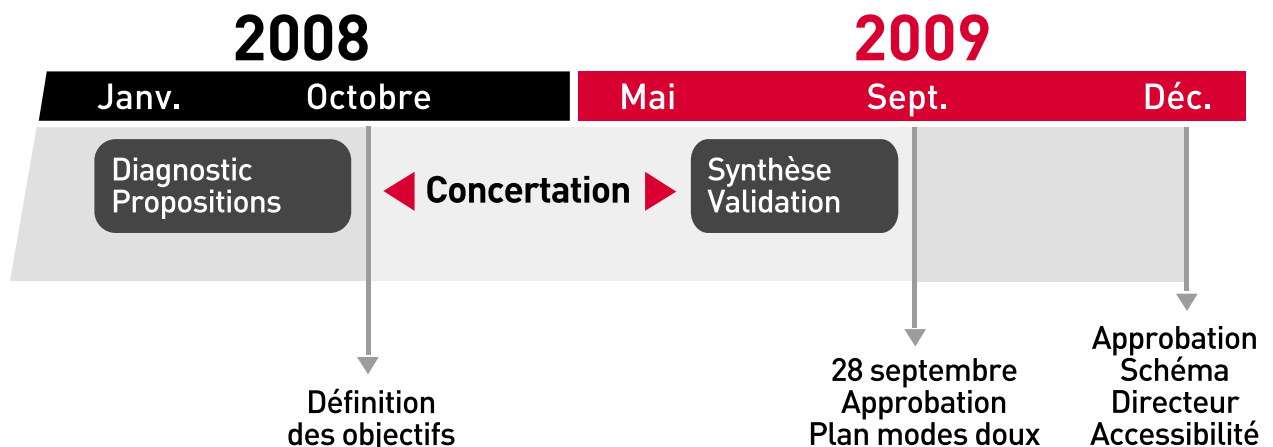 2008
2009
Janv.
Octobre
Mai
Sept.
Déc.
Diagnostic
Propositions
Concertation
Synthèse
Validation
Définition
des objectifs
28 septembre
Approbation
Plan modes doux
Approbation
Schéma
Directeur
Accessibilité